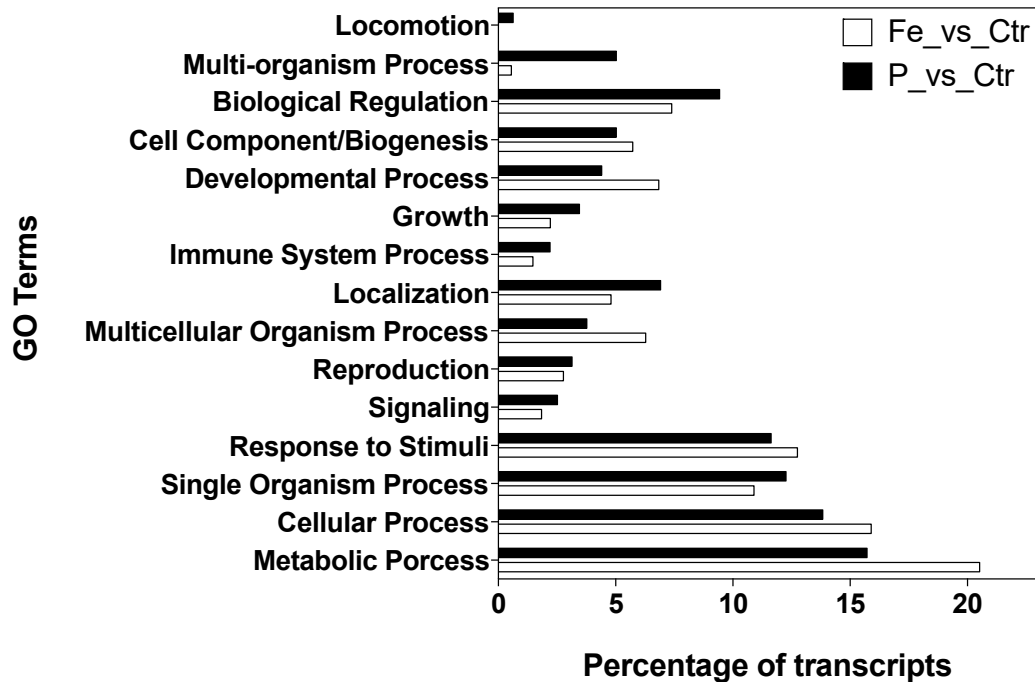 Locomotion
Multi-organism Process
Biological Regulation
Cell Component/Biogenesis
Developmental Process
Growth
Immune System Process
Localization
Multicellular Organism Process
Reproduction
Signaling
Response to Stimuli
Single Organism Process
Cellular Process
Metabolic Porcess
GO Terms
Fe_vs_Ctr
P_vs_Ctr
0 5 10 15 20
Percentage of transcripts